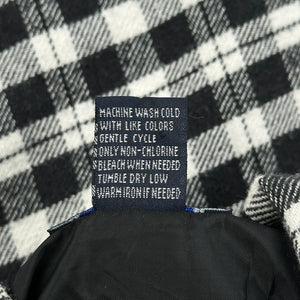 MACHINE WASH COLD
WITH LIKE COLORS
GENTLE CYCLE
ONLY NON-CHLORINE
BLEACH WHEN NEEDED
TUMBLE DRY LOW
WARM IRON IF NEEDED